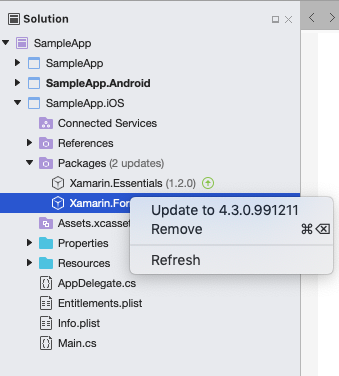 Solution
SampleApp
SampleApp
SampleApp.Android
SampleApp.iOS
Connected Services
References
Packages (2 updates)
Xamarin.Essentials (1.2.0)
Xamarin.For
Update to 4.3.0.991211
Remove ⌘⌫
Refresh
Assets.xcasset
Properties
Resources
AppDelegate.cs
Entitlements.plist
Info.plist
Main.cs